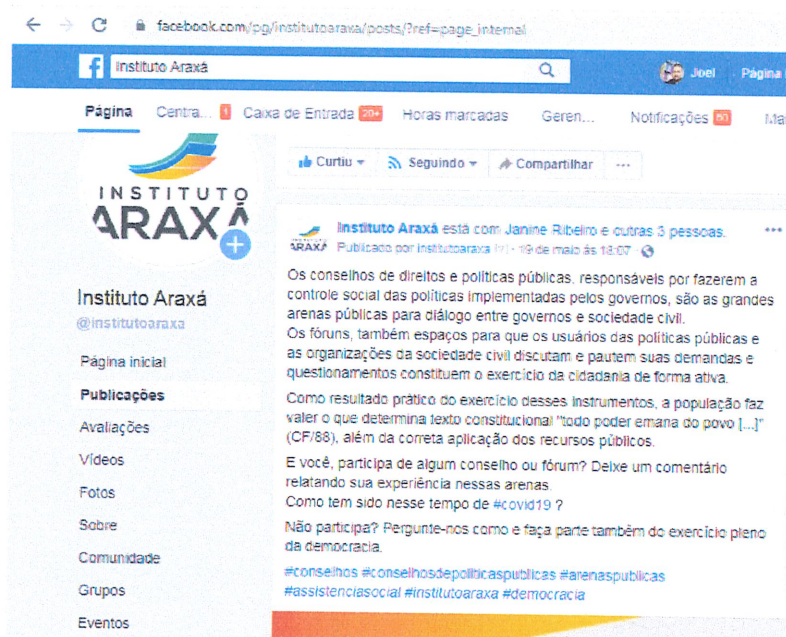 facebook.com/pg/institutoaraxa/posts/?ref=page_internal
Instituto Araxá
Joel Página
Página Centra... 1 Caixa de Entrada 20+ Horas marcadas Geren... Notificações 50
Curtiu Seguindo Compartilhar ...
INSTITUTO
ARAXÁ
Instituto Araxá
@institutoaraxa
Página inicial
Publicações
Avaliações
Vídeos
Fotos
Sobre
Comunidade
Grupos
Eventos
ARAXÁ
Instituto Araxá está com Janine Ribeiro e outras 3 pessoas.
Publicado por institutoaraxa [?] · 19 de maio às 18:07
Os conselhos de direitos e políticas públicas, responsáveis por fazerem a
controle social das políticas implementadas pelos governos, são as grandes
arenas públicas para diálogo entre governos e sociedade civil.
Os fóruns, também espaços para que os usuários das políticas públicas e
as organizações da sociedade civil discutam e pautem suas demandas e
questionamentos constituem o exercício da cidadania de forma ativa.
Como resultado prático do exercício desses instrumentos, a população faz
valer o que determina texto constitucional "todo poder emana do povo [...]"
(CF/88), além da correta aplicação dos recursos públicos.
E você, participa de algum conselho ou fórum? Deixe um comentário
relatando sua experiência nessas arenas.
Como tem sido nesse tempo de #covid19 ?
Não participa? Pergunte-nos como e faça parte também do exercício pleno
da democracia.
#conselhos #conselhosdepoliticaspublicas #arenaspublicas
#assistenciasocial #institutoaraxa #democracia